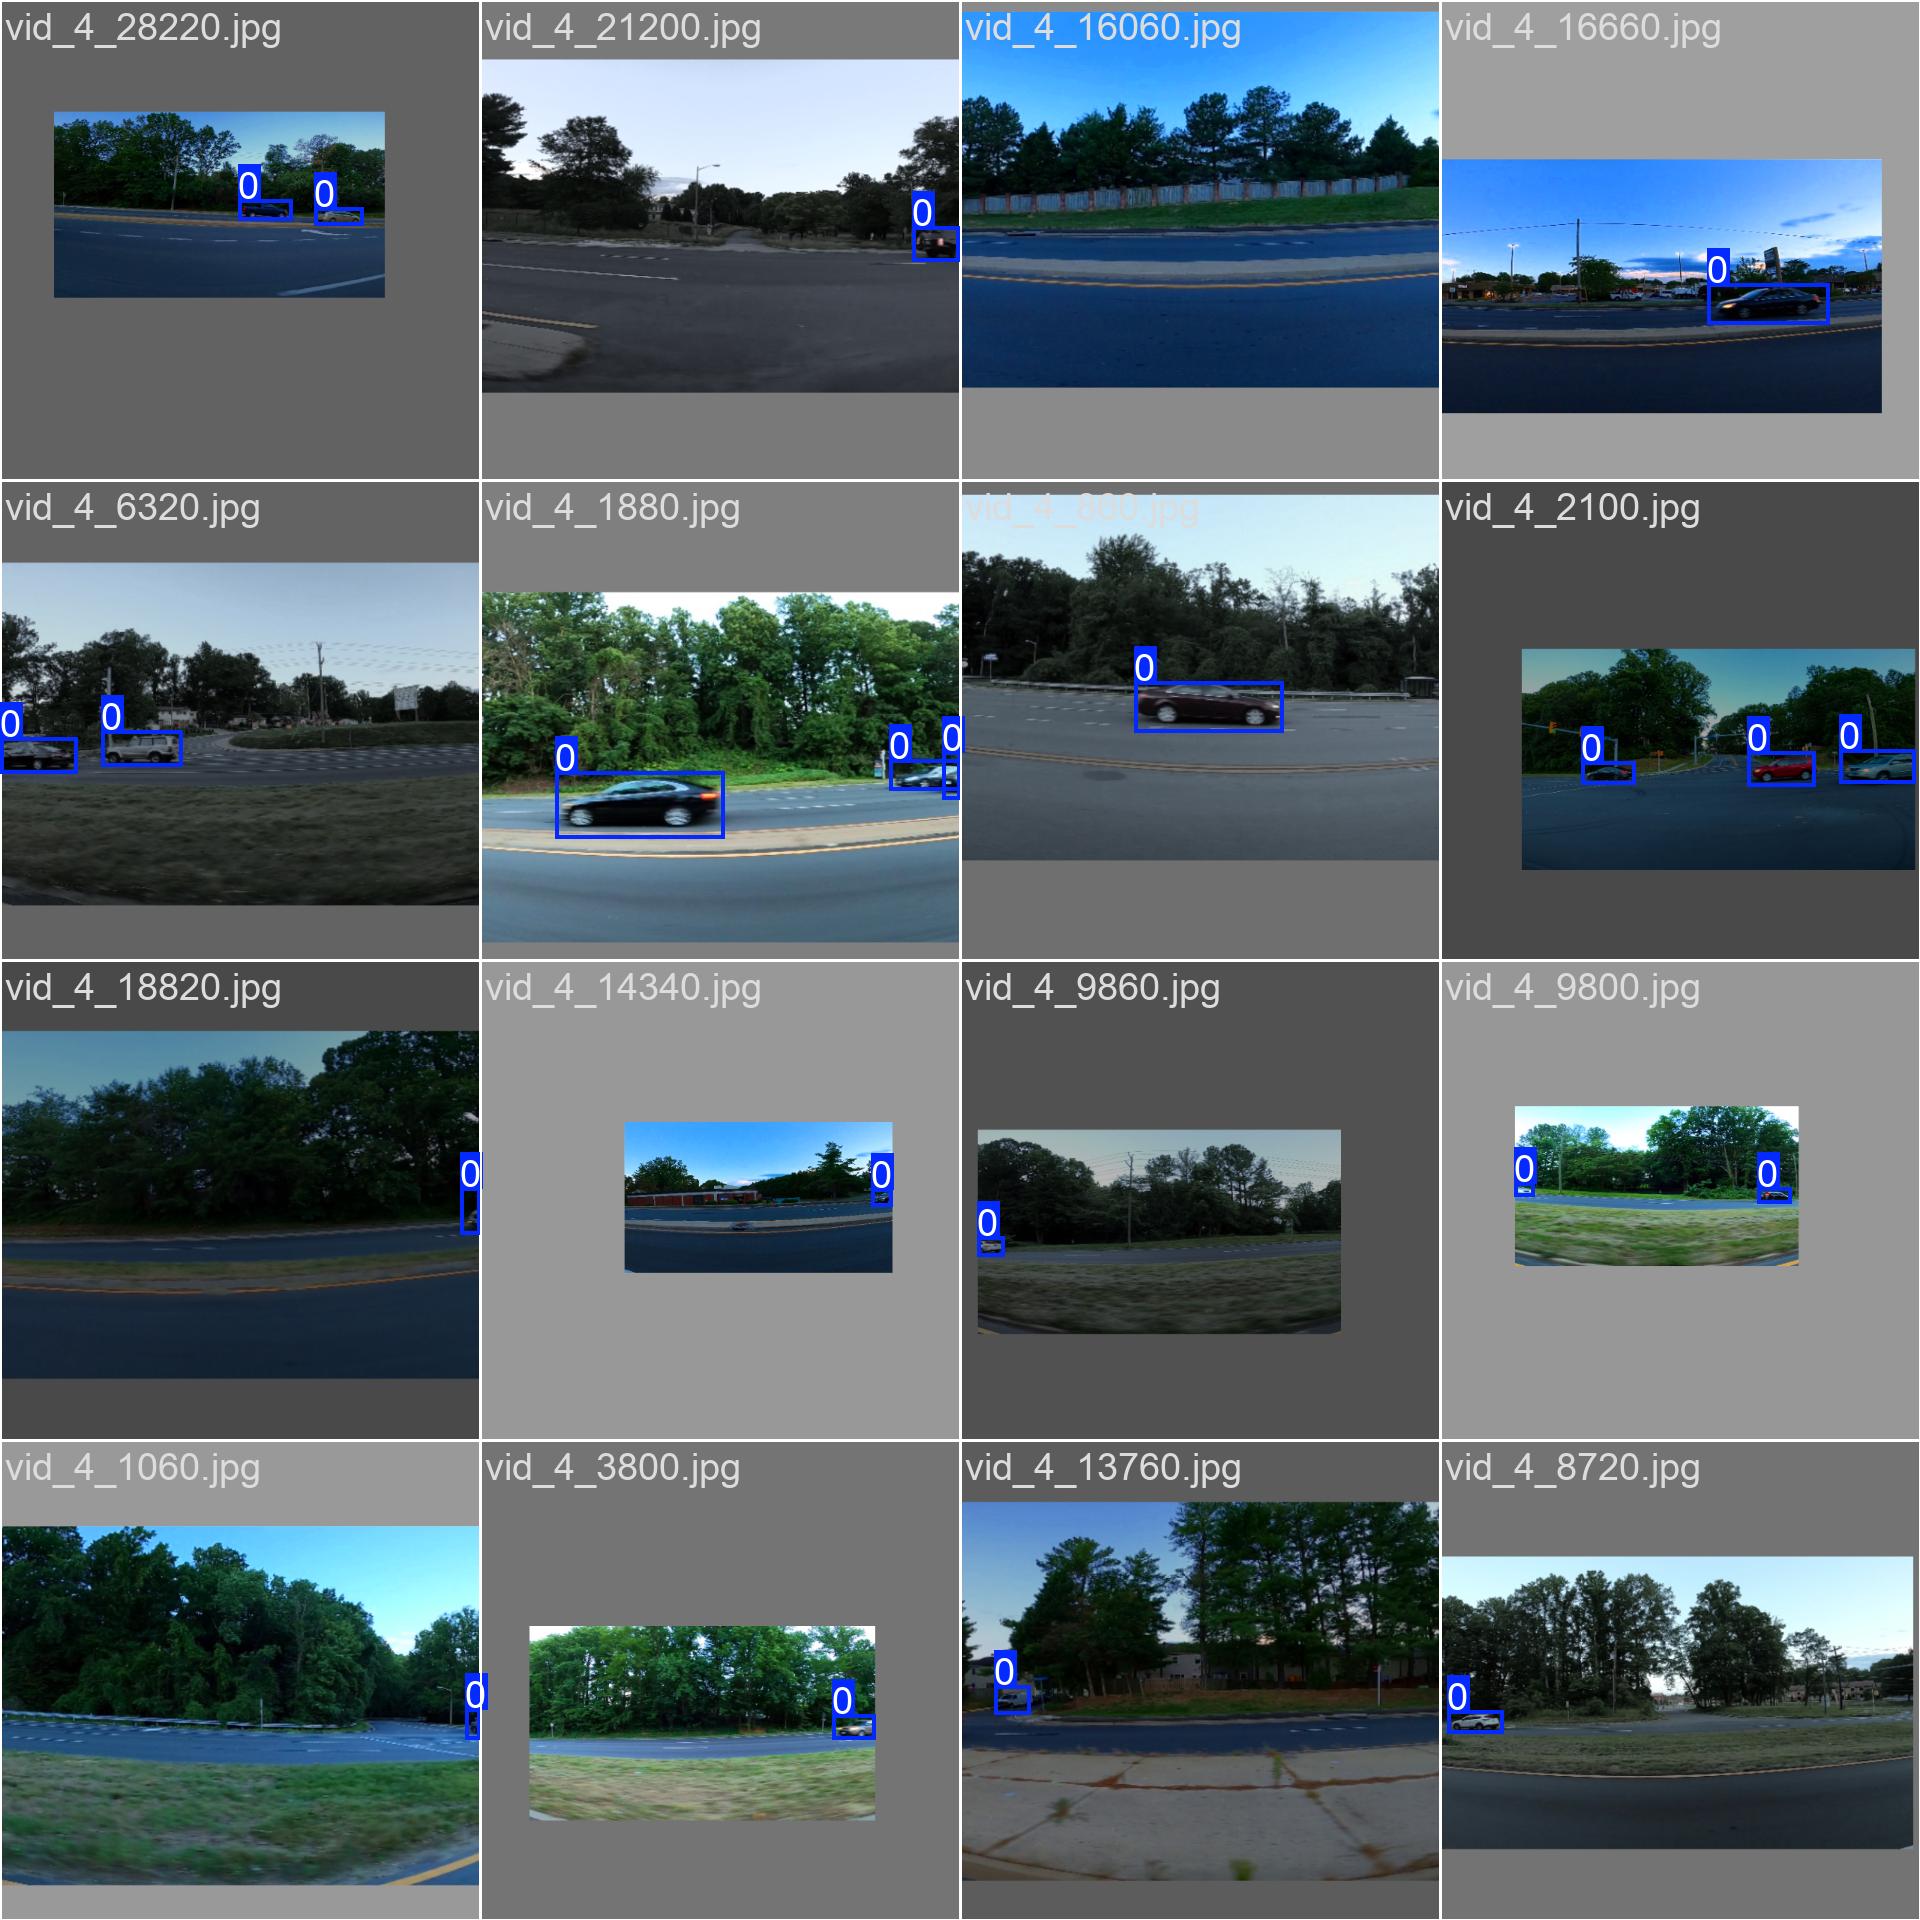 vid_4_28220.jpg
vid_4_21200.jpg
vid_4_16060.jpg
vid_4_16660.jpg
0
0
0
0
vid_4_6320.jpg
vid_4_1880.jpg
vid_4_860.jpg
vid_4_2100.jpg
0
0
0
0
0
0
0
0
0
vid_4_18820.jpg
vid_4_14340.jpg
vid_4_9860.jpg
vid_4_9800.jpg
0
0
0
0
0
vid_4_1060.jpg
vid_4_3800.jpg
vid_4_13760.jpg
vid_4_8720.jpg
0
0
0
0